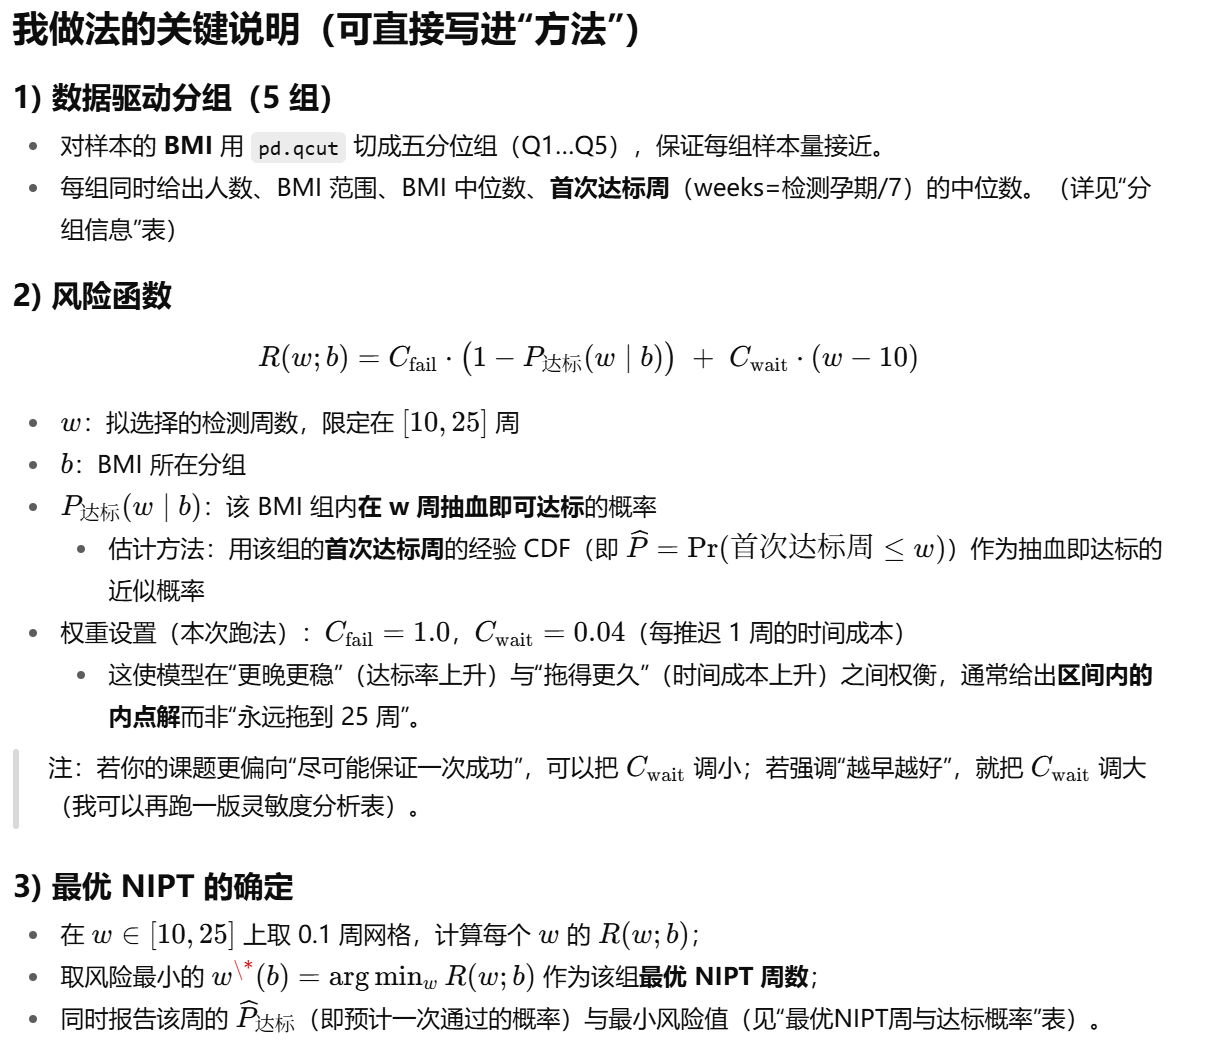 我做法的关键说明（可直接写进“方法”）
1) 数据驱动分组（5 组）
• 对样本的 BMI 用 pd.qcut 切成五分位组（Q1…Q5），保证每组样本量接近。
• 每组同时给出人数、BMI 范围、BMI 中位数、首次达标周（weeks=检测孕期/7）的中位数。（详见“分
组信息”表）
2) 风险函数
R(w; b) = C_fail · (1 − P_达标(w | b)) + C_wait · (w − 10)
• w：拟选择的检测周数，限定在 [10, 25] 周
• b：BMI 所在分组
• P_达标(w | b)：该 BMI 组内在 w 周抽血即可达标的概率
• 估计方法：用该组的首次达标周的经验 CDF（即 P̂ = Pr(首次达标周 ≤ w)）作为抽血即达标的
近似概率
• 权重设置（本次跑法）：C_fail = 1.0，C_wait = 0.04（每推迟 1 周的时间成本）
• 这使模型在“更晚更稳”（达标率上升）与“拖得更久”（时间成本上升）之间权衡，通常给出区间内的
内点解而非“永远拖到 25 周”。
注：若你的课题更偏向“尽可能保证一次成功”，可以把 C_wait 调小；若强调“越早越好”，就把 C_wait 调大
（我可以再跑一版灵敏度分析表）。
3) 最优 NIPT 的确定
• 在 w ∈ [10, 25] 上取 0.1 周网格，计算每个 w 的 R(w; b)；
• 取风险最小的 w^\*(b) = arg min_w R(w; b) 作为该组最优 NIPT 周数；
• 同时报告该周的 P̂_达标（即预计一次通过的概率）与最小风险值（见“最优NIPT周与达标概率”表）。